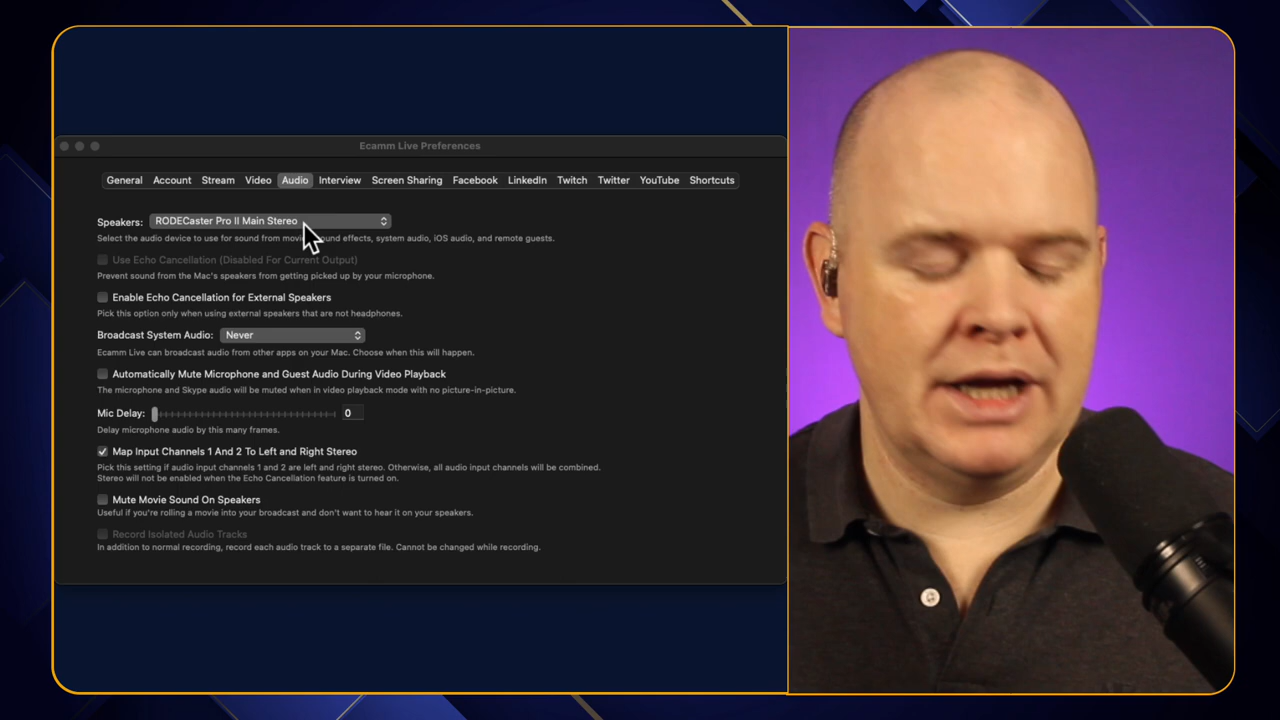 Ecamm Live Preferences
General Account Stream Video Audio Interview Screen Sharing Facebook LinkedIn Twitch Twitter YouTube Shortcuts
Speakers: RODECaster Pro II Main Stereo
Select the audio device to use for sound from sound effects, system audio, iOS audio, and remote guests.
Use Echo Cancellation (Disabled For Current Output)
Prevent sound from the Mac's speakers from getting picked up by your microphone.
Enable Echo Cancellation for External Speakers
Pick this option only when using external speakers that are not headphones.
Broadcast System Audio: Never
Ecamm Live can broadcast audio from other apps on your Mac. Choose when this will happen.
Automatically Mute Microphone and Guest Audio During Video Playback
The microphone and Skype audio will be muted when in video playback mode with no picture-in-picture.
Mic Delay: 0
Delay microphone audio by this many frames.
Map Input Channels 1 And 2 To Left and Right Stereo
Pick this setting if audio input channels 1 and 2 are left and right stereo. Otherwise, all audio input channels will be combined.
Stereo will not be enabled when the Echo Cancellation feature is turned on.
Mute Movie Sound On Speakers
Useful if you're rolling a movie into your broadcast and don't want to hear it on your speakers.
Record Isolated Audio Tracks
In addition to normal recording, record each audio track to a separate file. Cannot be changed while recording.